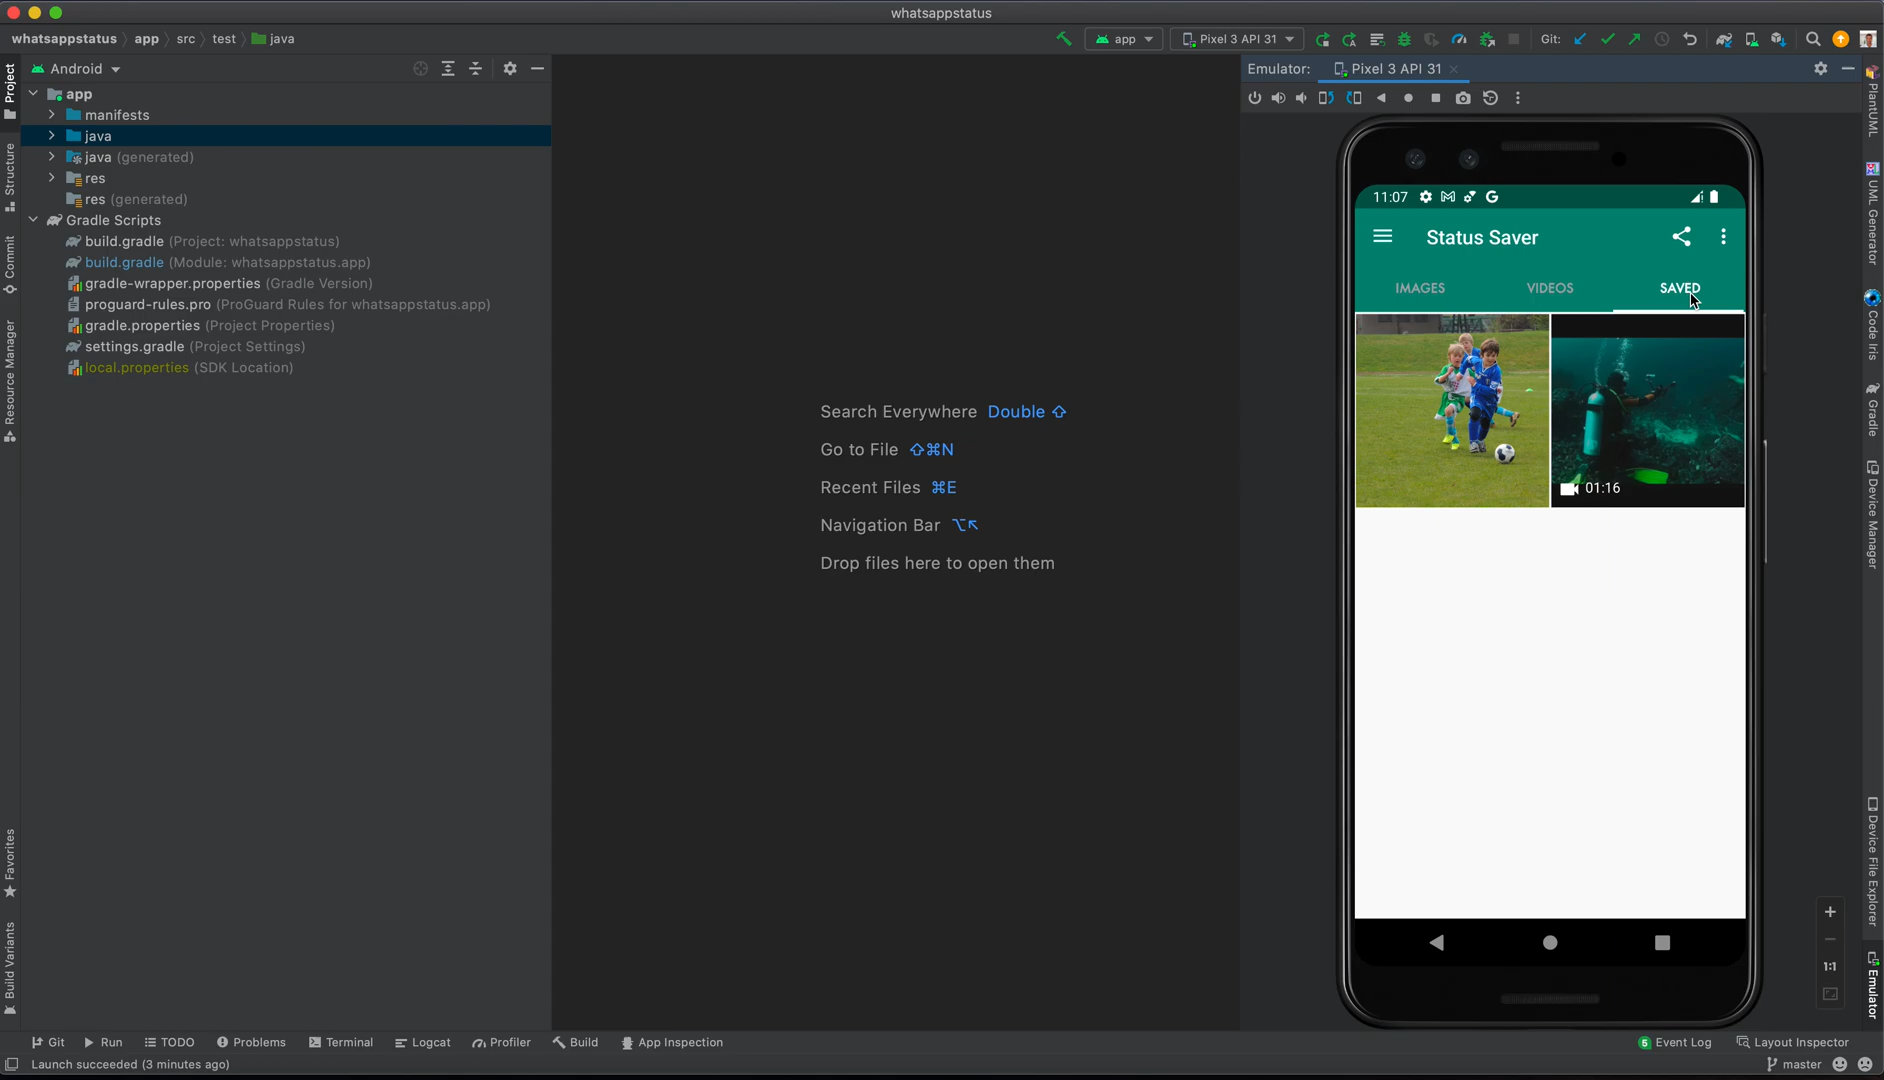 whatsappstatus
whatsappstatus
app
src
test
java
app
Pixel 3 API 31
Git:
Android
Emulator:
Pixel 3 API 31
app
manifests
java
java (generated)
res
res (generated)
Gradle Scripts
build.gradle (Project: whatsappstatus)
build.gradle (Module: whatsappstatus.app)
gradle-wrapper.properties (Gradle Version)
proguard-rules.pro (ProGuard Rules for whatsappstatus.app)
gradle.properties (Project Properties)
settings.gradle (Project Settings)
local.properties (SDK Location)
Project
Structure
Commit
Resource Manager
Favorites
Build Variants
Search Everywhere Double ⇧
Go to File ⇧⌘N
Recent Files ⌘E
Navigation Bar ⌥↖
Drop files here to open them
11:07
Status Saver
IMAGES
VIDEOS
SAVED
01:16
1:1
PlantUML
UML Generator
Code Iris
Gradle
Device Manager
Device File Explorer
Emulator
Git
Run
TODO
Problems
Terminal
Logcat
Profiler
Build
App Inspection
5 Event Log
Layout Inspector
Launch succeeded (3 minutes ago)
master